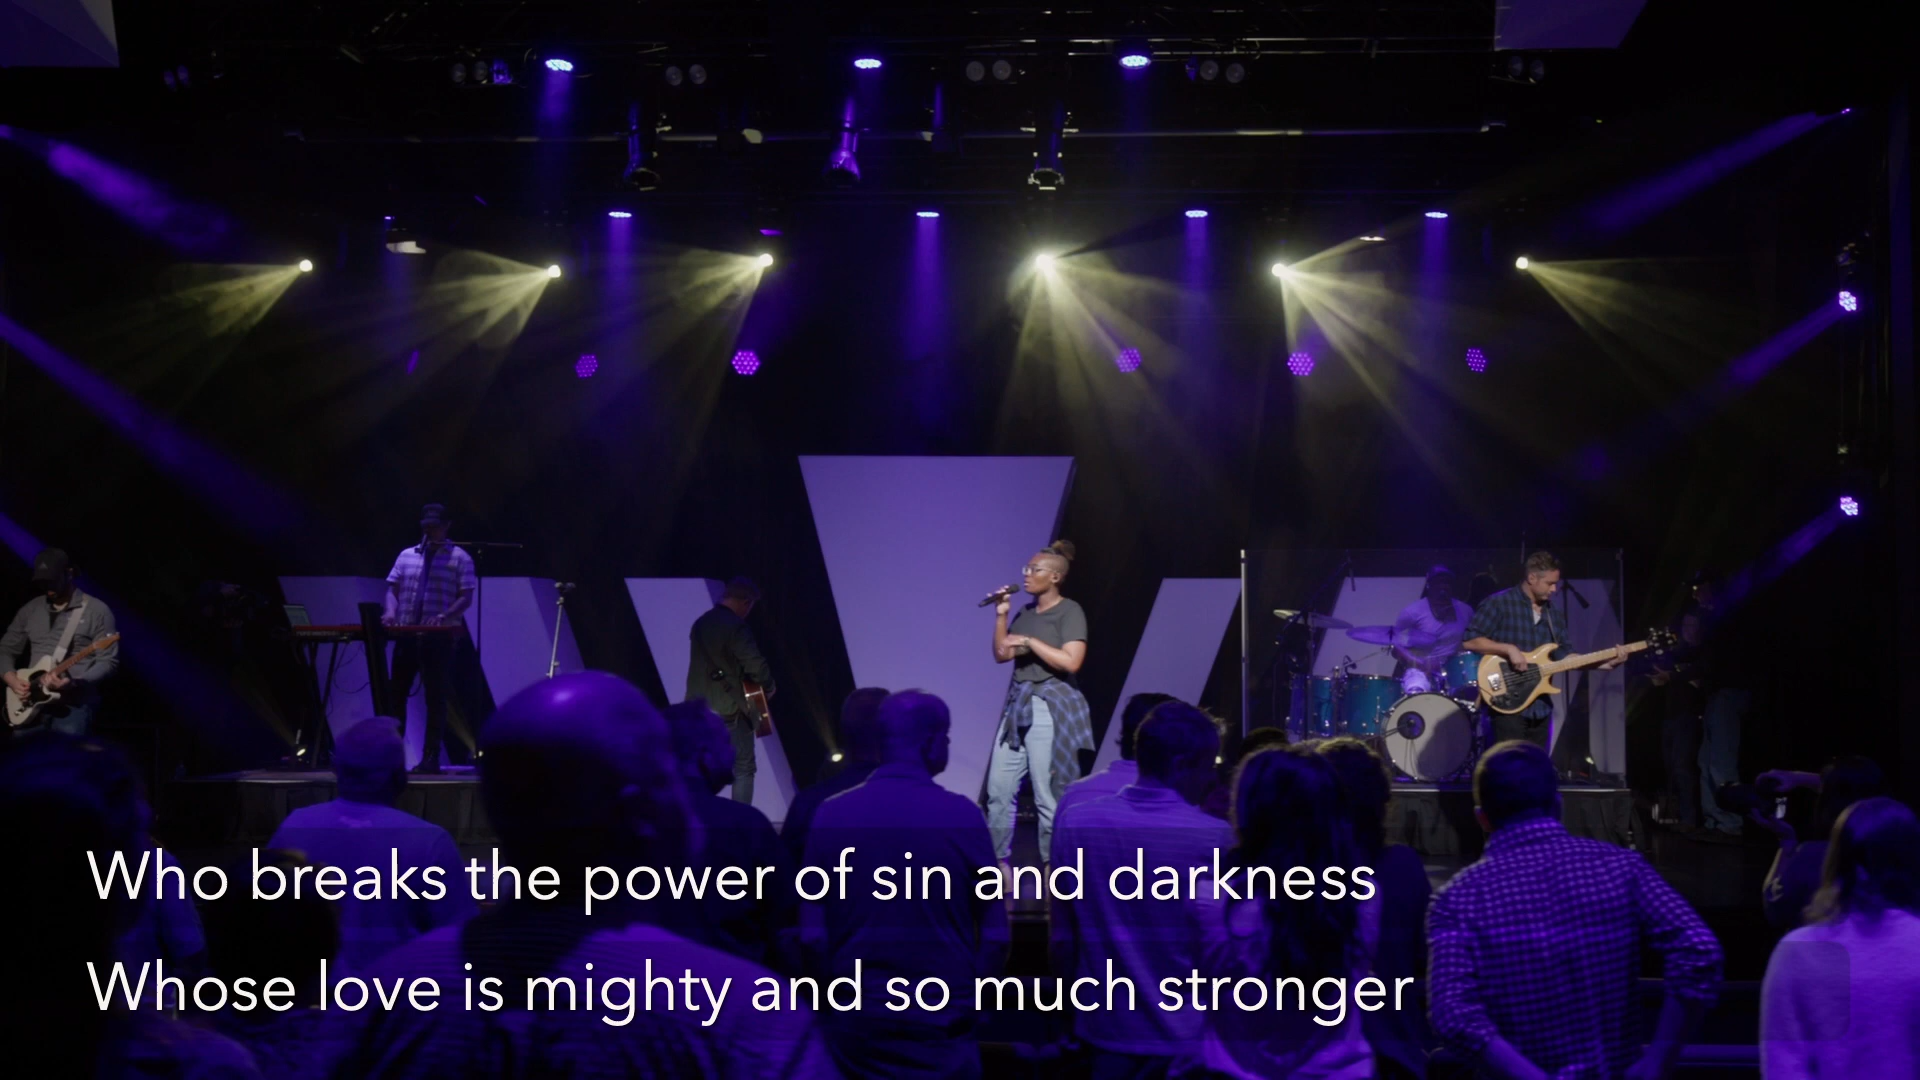 Who breaks the power of sin and darkness
Whose love is mighty and so much stronger